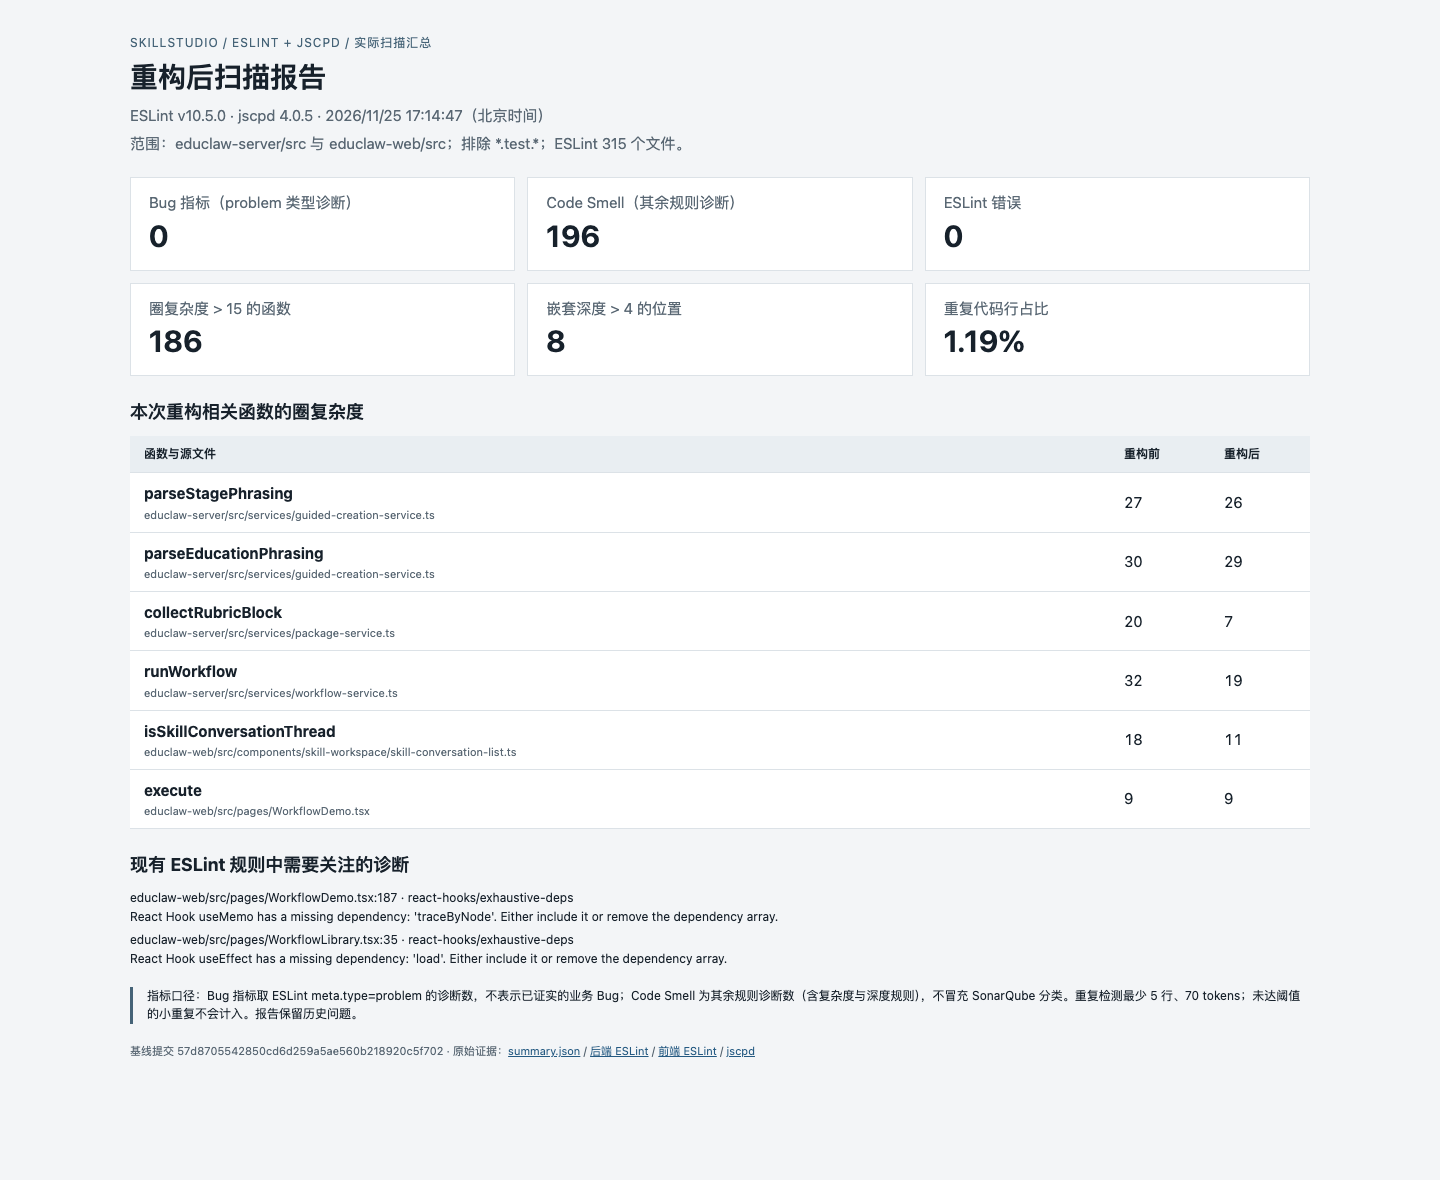 SKILLSTUDIO / ESLINT + JSCPD / 实际扫描汇总
重构后扫描报告
ESLint v10.5.0 · jscpd 4.0.5 · 2026/11/25 17:14:47（北京时间）
范围：educlaw-server/src 与 educlaw-web/src；排除 *.test.*；ESLint 315 个文件。
Bug 指标（problem 类型诊断）
0
Code Smell（其余规则诊断）
196
ESLint 错误
0
圈复杂度 > 15 的函数
186
嵌套深度 > 4 的位置
8
重复代码行占比
1.19%
本次重构相关函数的圈复杂度
函数与源文件 重构前 重构后
parseStagePhrasing
educlaw-server/src/services/guided-creation-service.ts
27 26
parseEducationPhrasing
educlaw-server/src/services/guided-creation-service.ts
30 29
collectRubricBlock
educlaw-server/src/services/package-service.ts
20 7
runWorkflow
educlaw-server/src/services/workflow-service.ts
32 19
isSkillConversationThread
educlaw-web/src/components/skill-workspace/skill-conversation-list.ts
18 11
execute
educlaw-web/src/pages/WorkflowDemo.tsx
9 9
现有 ESLint 规则中需要关注的诊断
educlaw-web/src/pages/WorkflowDemo.tsx:187 · react-hooks/exhaustive-deps
React Hook useMemo has a missing dependency: 'traceByNode'. Either include it or remove the dependency array.
educlaw-web/src/pages/WorkflowLibrary.tsx:35 · react-hooks/exhaustive-deps
React Hook useEffect has a missing dependency: 'load'. Either include it or remove the dependency array.
指标口径：Bug 指标取 ESLint meta.type=problem 的诊断数，不表示已证实的业务 Bug；Code Smell 为其余规则诊断数（含复杂度与深度规则），不冒充 SonarQube 分类。重复检测最少 5 行、70 tokens；未达阈值
的小重复不会计入。报告保留历史问题。
基线提交 57d8705542850cd6d259a5ae560b218920c5f702 · 原始证据：summary.json / 后端 ESLint / 前端 ESLint / jscpd